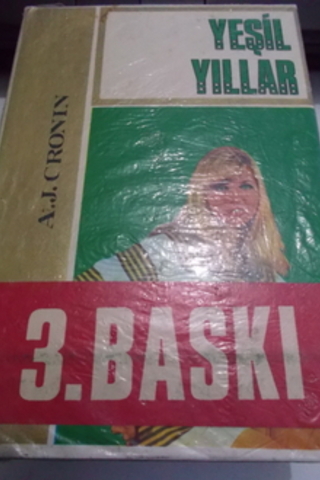 YEŞİL
YILLAR
A.J. CRONIN
3.BASKI